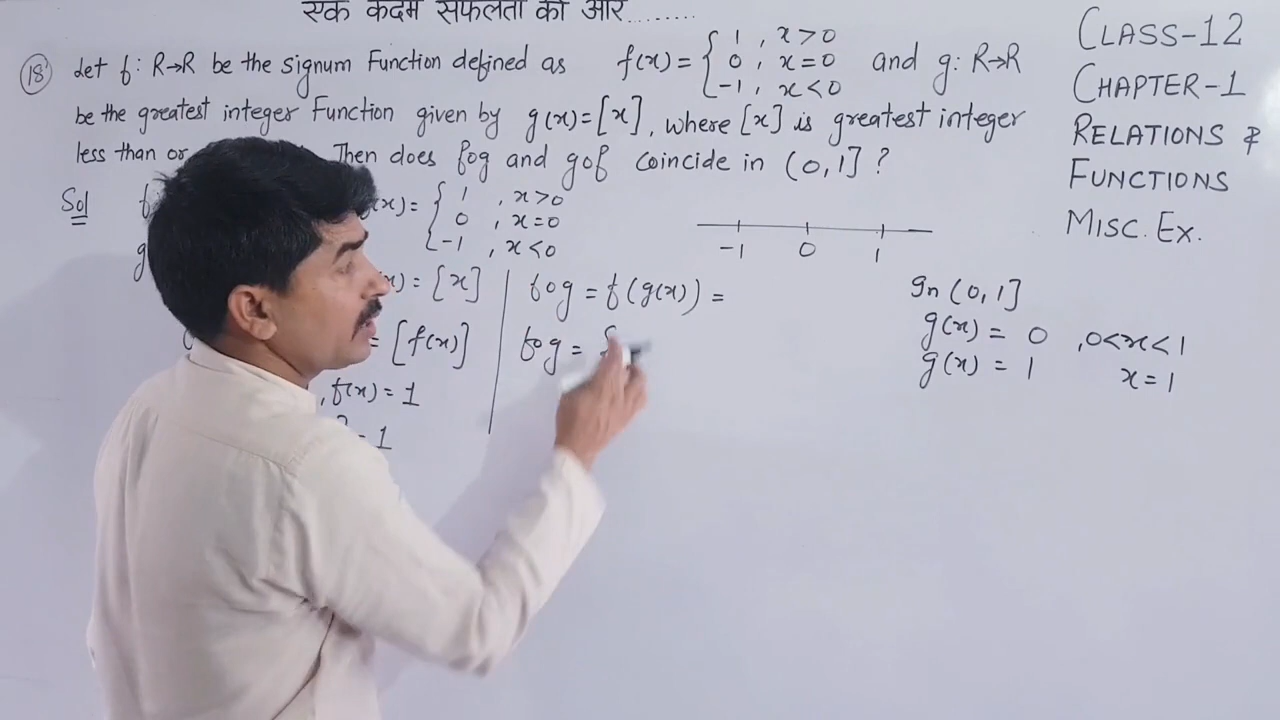 एक कदम सफलता की ओर.........
18 Let f: R→R be the signum Function defined as f(x) = { 1 , x > 0
0 , x = 0
-1 , x < 0 and g: R→R
be the greatest integer Function given by g(x) = [x], where [x] is greatest integer
less than or Then does fog and gof coincide in (0,1] ?
Sol (x) = { 1 , x > 0
0 , x = 0
-1 , x < 0
g
-1 0 1
(x) = [x]
= [f(x)]
, f(x) = 1
= 1
fog = f(g(x)) =
fog = {
In (0,1]
g(x) = 0 , 0 < x < 1
g(x) = 1 x = 1
CLASS-12
CHAPTER-1
RELATIONS &
FUNCTIONS
MISC. EX.